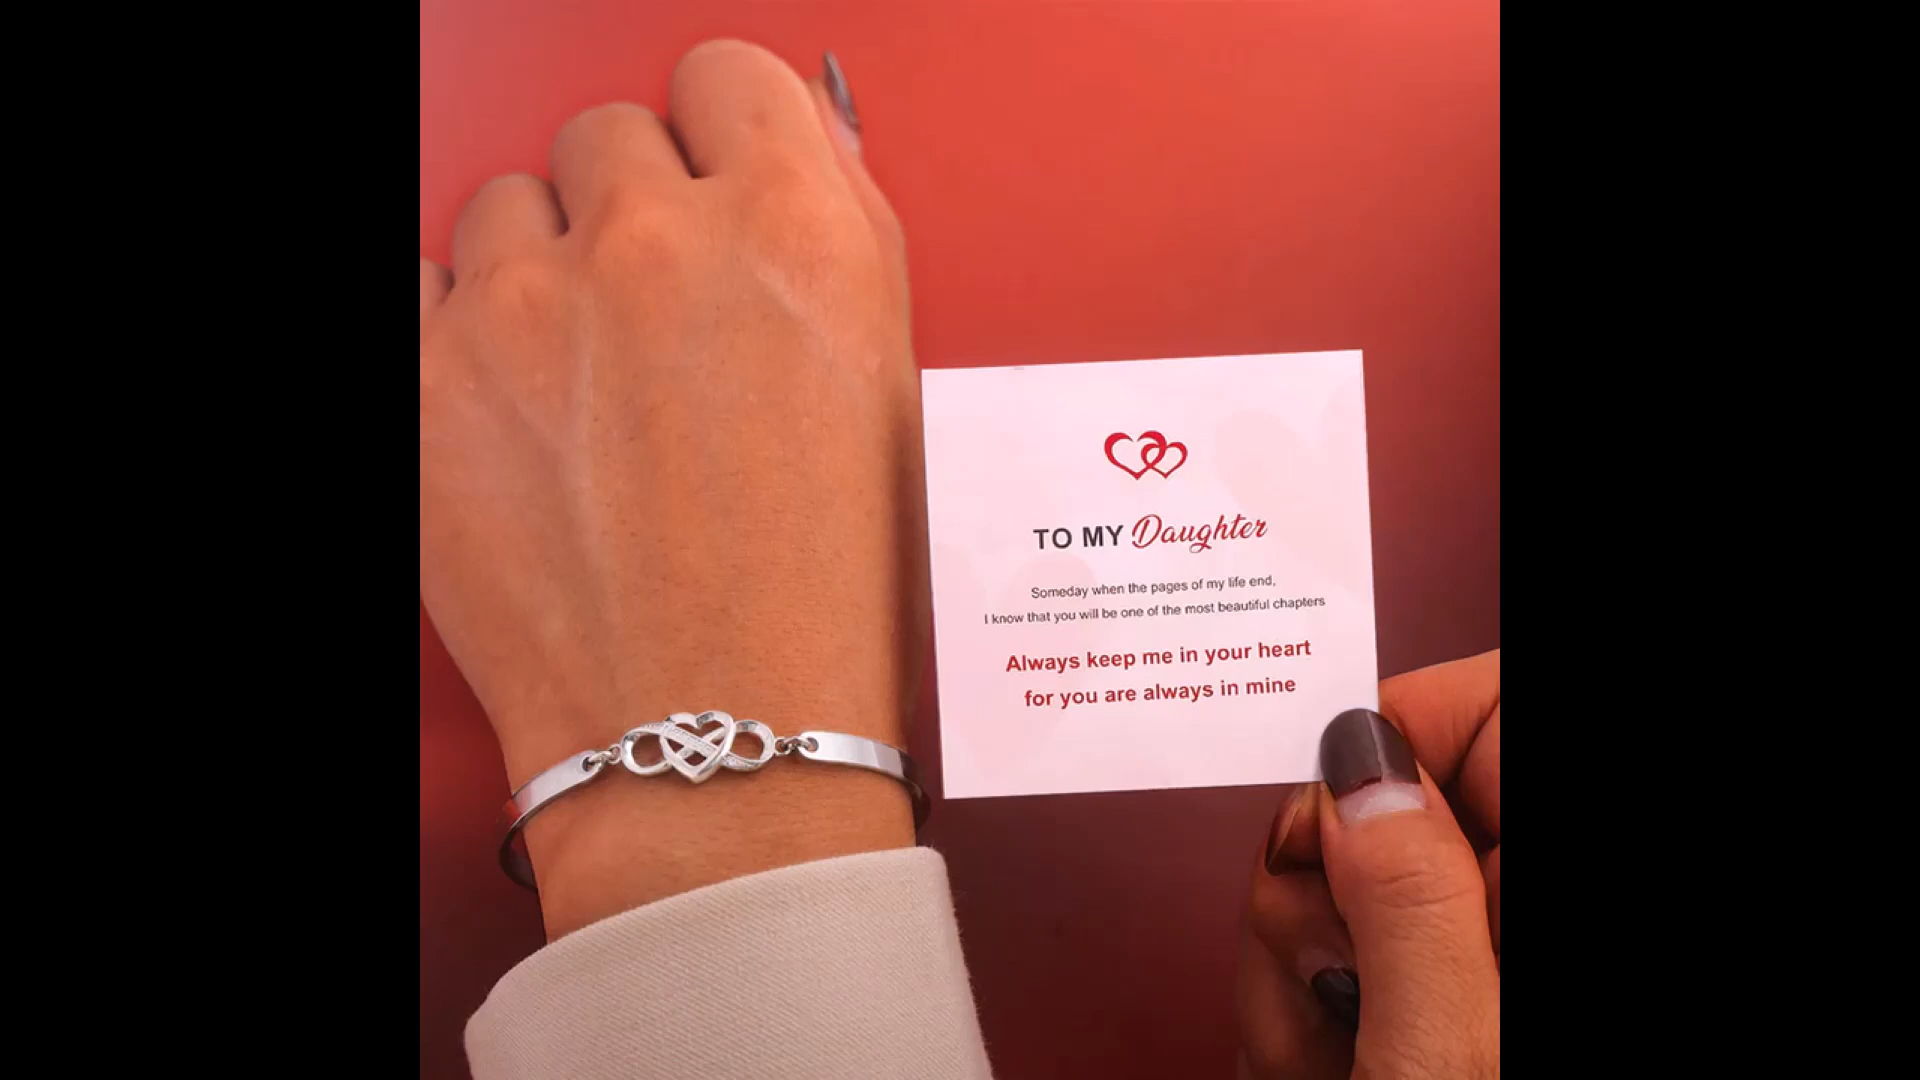 TO MY Daughter
Someday when the pages of my life end,
I know that you will be one of the most beautiful chapters
Always keep me in your heart
for you are always in mine